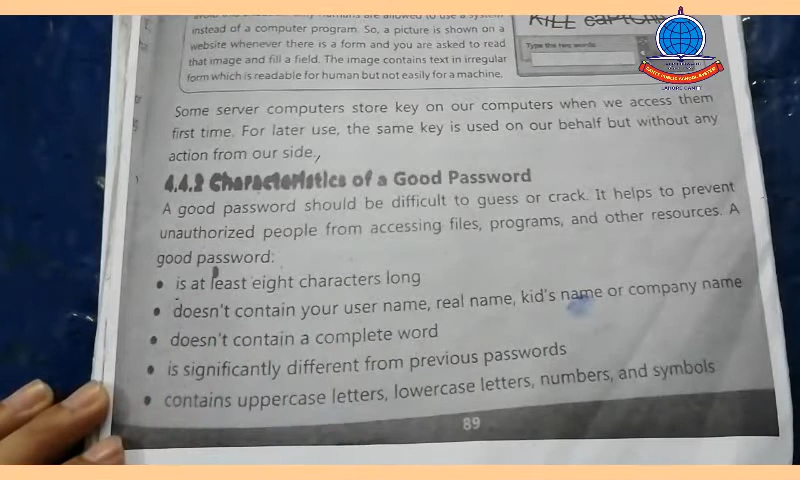 instead of a computer program. So, a picture is shown on a
website whenever there is a form and you are asked to read
that image and fill a field. The image contains text in irregular
form which is readable for human but not easily for a machine.
Type the two words
Some server computers store key on our computers when we access them
first time. For later use, the same key is used on our behalf but without any
action from our side.
4.4.2 Characteristics of a Good Password
A good password should be difficult to guess or crack. It helps to prevent
unauthorized people from accessing files, programs, and other resources. A
good password:
• is at least eight characters long
• doesn't contain your user name, real name, kid's name or company name
• doesn't contain a complete word
• is significantly different from previous passwords
• contains uppercase letters, lowercase letters, numbers, and symbols
89
LAHORE CANTT